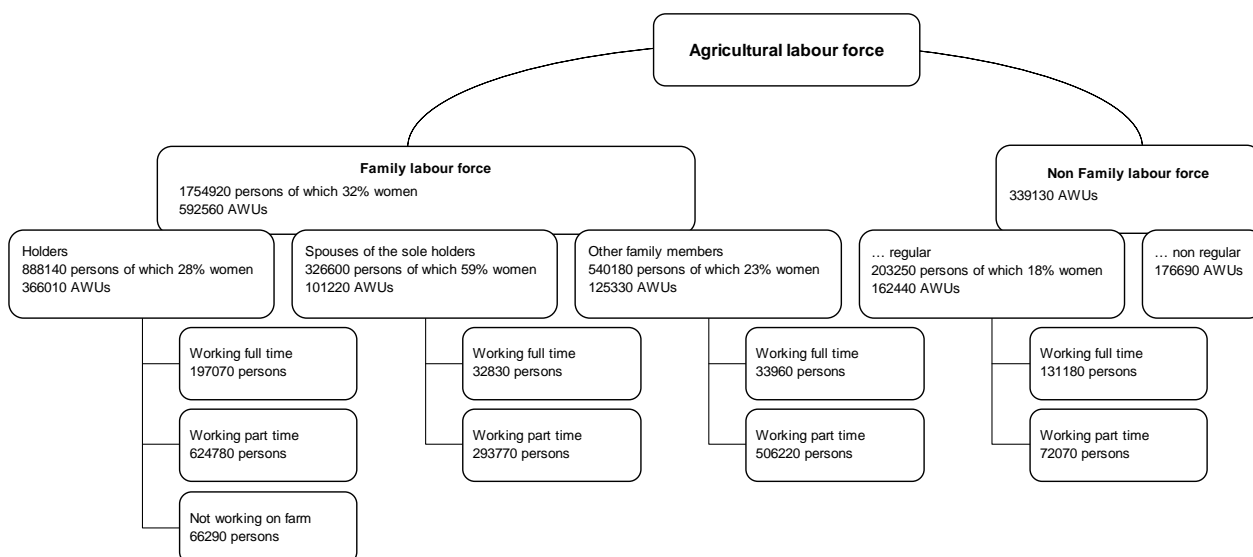 Agricultural labour force
Family labour force
1754920 persons of which 32% women
592560 AWUs
Non Family labour force
339130 AWUs
Holders
888140 persons of which 28% women
366010 AWUs
Spouses of the sole holders
326600 persons of which 59% women
101220 AWUs
Other family members
540180 persons of which 23% women
125330 AWUs
... regular
203250 persons of which 18% women
162440 AWUs
... non regular
176690 AWUs
Working full time
197070 persons
Working full time
32830 persons
Working full time
33960 persons
Working full time
131180 persons
Working part time
624780 persons
Working part time
293770 persons
Working part time
506220 persons
Working part time
72070 persons
Not working on farm
66290 persons